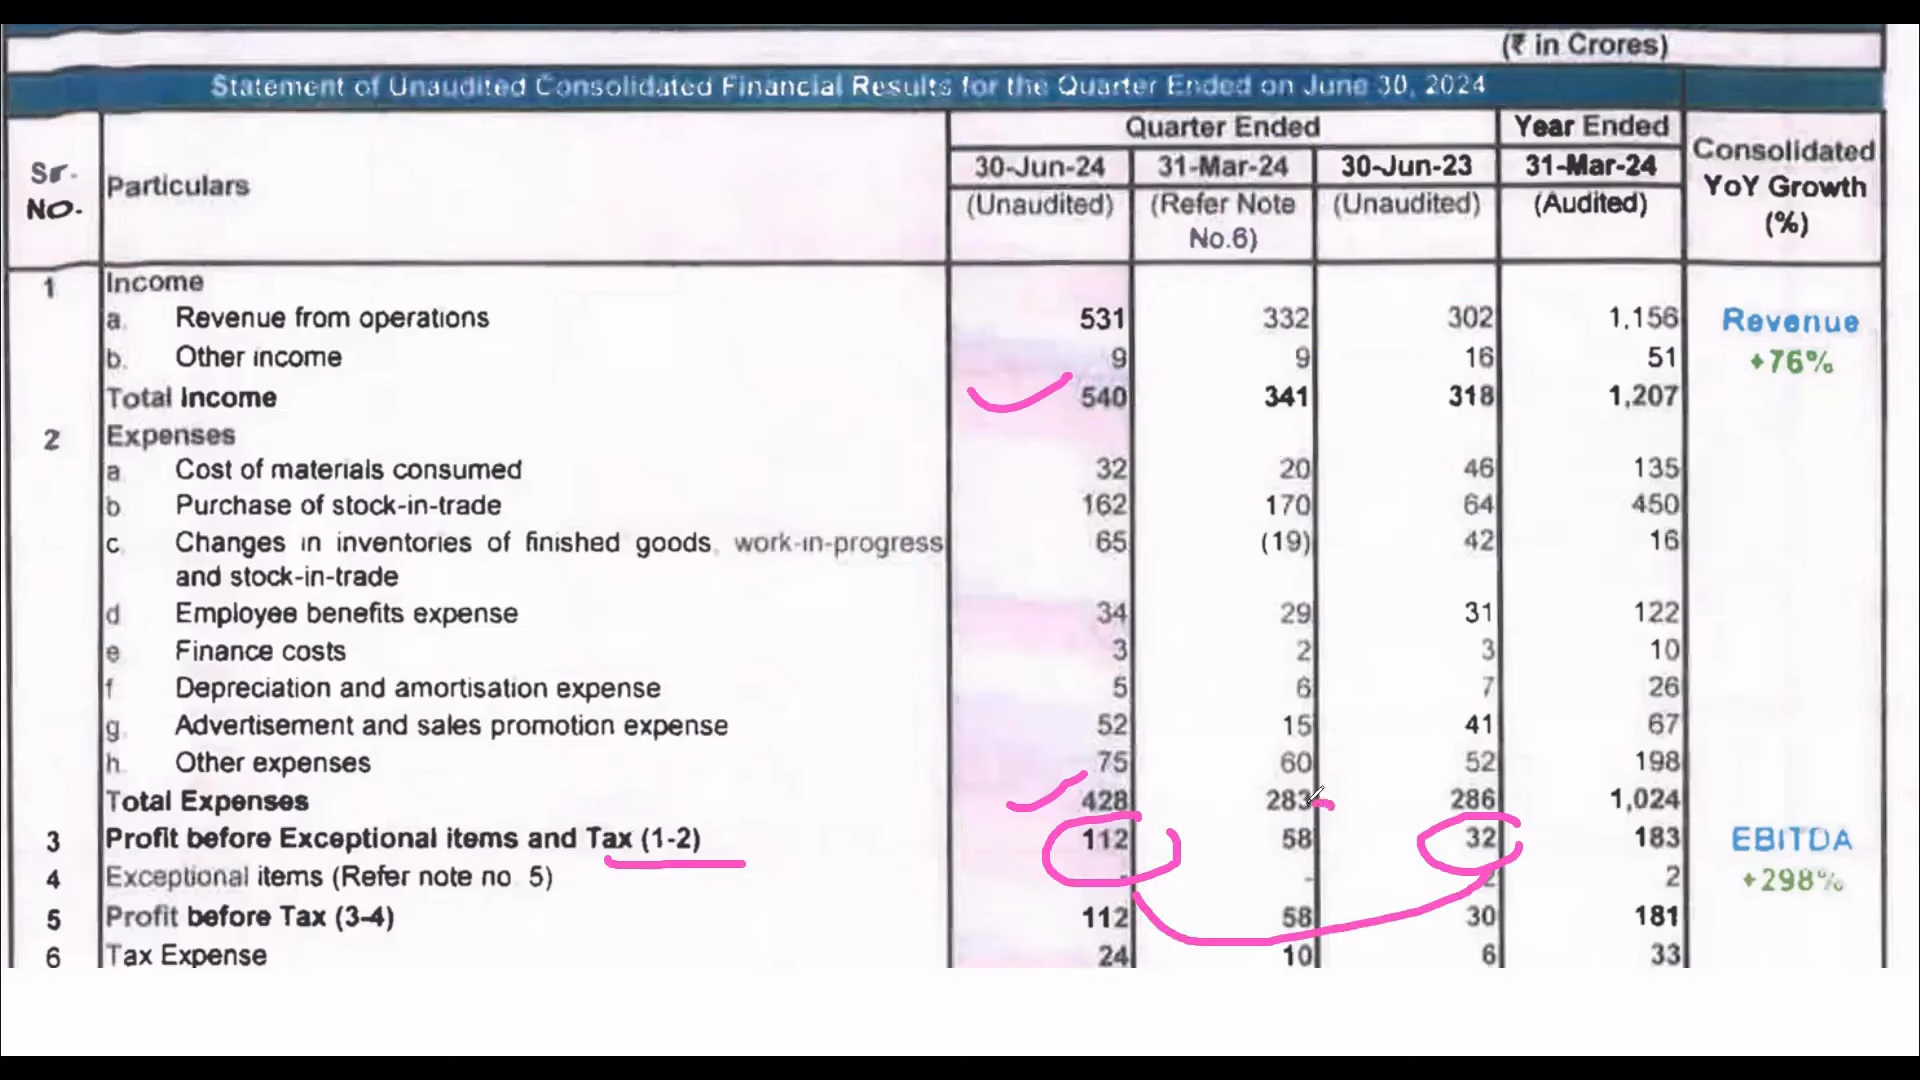 (₹ in Crores)
Statement of Unaudited Consolidated Financial Results for the Quarter Ended on June 30, 2024
Sr. No. Particulars Quarter Ended Year Ended Consolidated YoY Growth (%)
30-Jun-24 31-Mar-24 30-Jun-23 31-Mar-24
(Unaudited) (Refer Note No.6) (Unaudited) (Audited)
1 Income
a. Revenue from operations 531 332 302 1,156 Revenue
b. Other income 9 9 16 51 +76%
Total Income 540 341 318 1,207
2 Expenses
a Cost of materials consumed 32 20 46 135
b Purchase of stock-in-trade 162 170 64 450
c. Changes in inventories of finished goods, work-in-progress 65 (19) 42 16
and stock-in-trade
d Employee benefits expense 34 29 31 122
e Finance costs 3 2 3 10
f Depreciation and amortisation expense 5 6 7 26
g. Advertisement and sales promotion expense 52 15 41 67
h. Other expenses 75 60 52 198
Total Expenses 428 283 286 1,024
3 Profit before Exceptional items and Tax (1-2) 112 58 32 183 EBITDA
4 Exceptional items (Refer note no. 5) - - 2 2 +298%
5 Profit before Tax (3-4) 112 58 30 181
6 Tax Expense 24 10 6 33